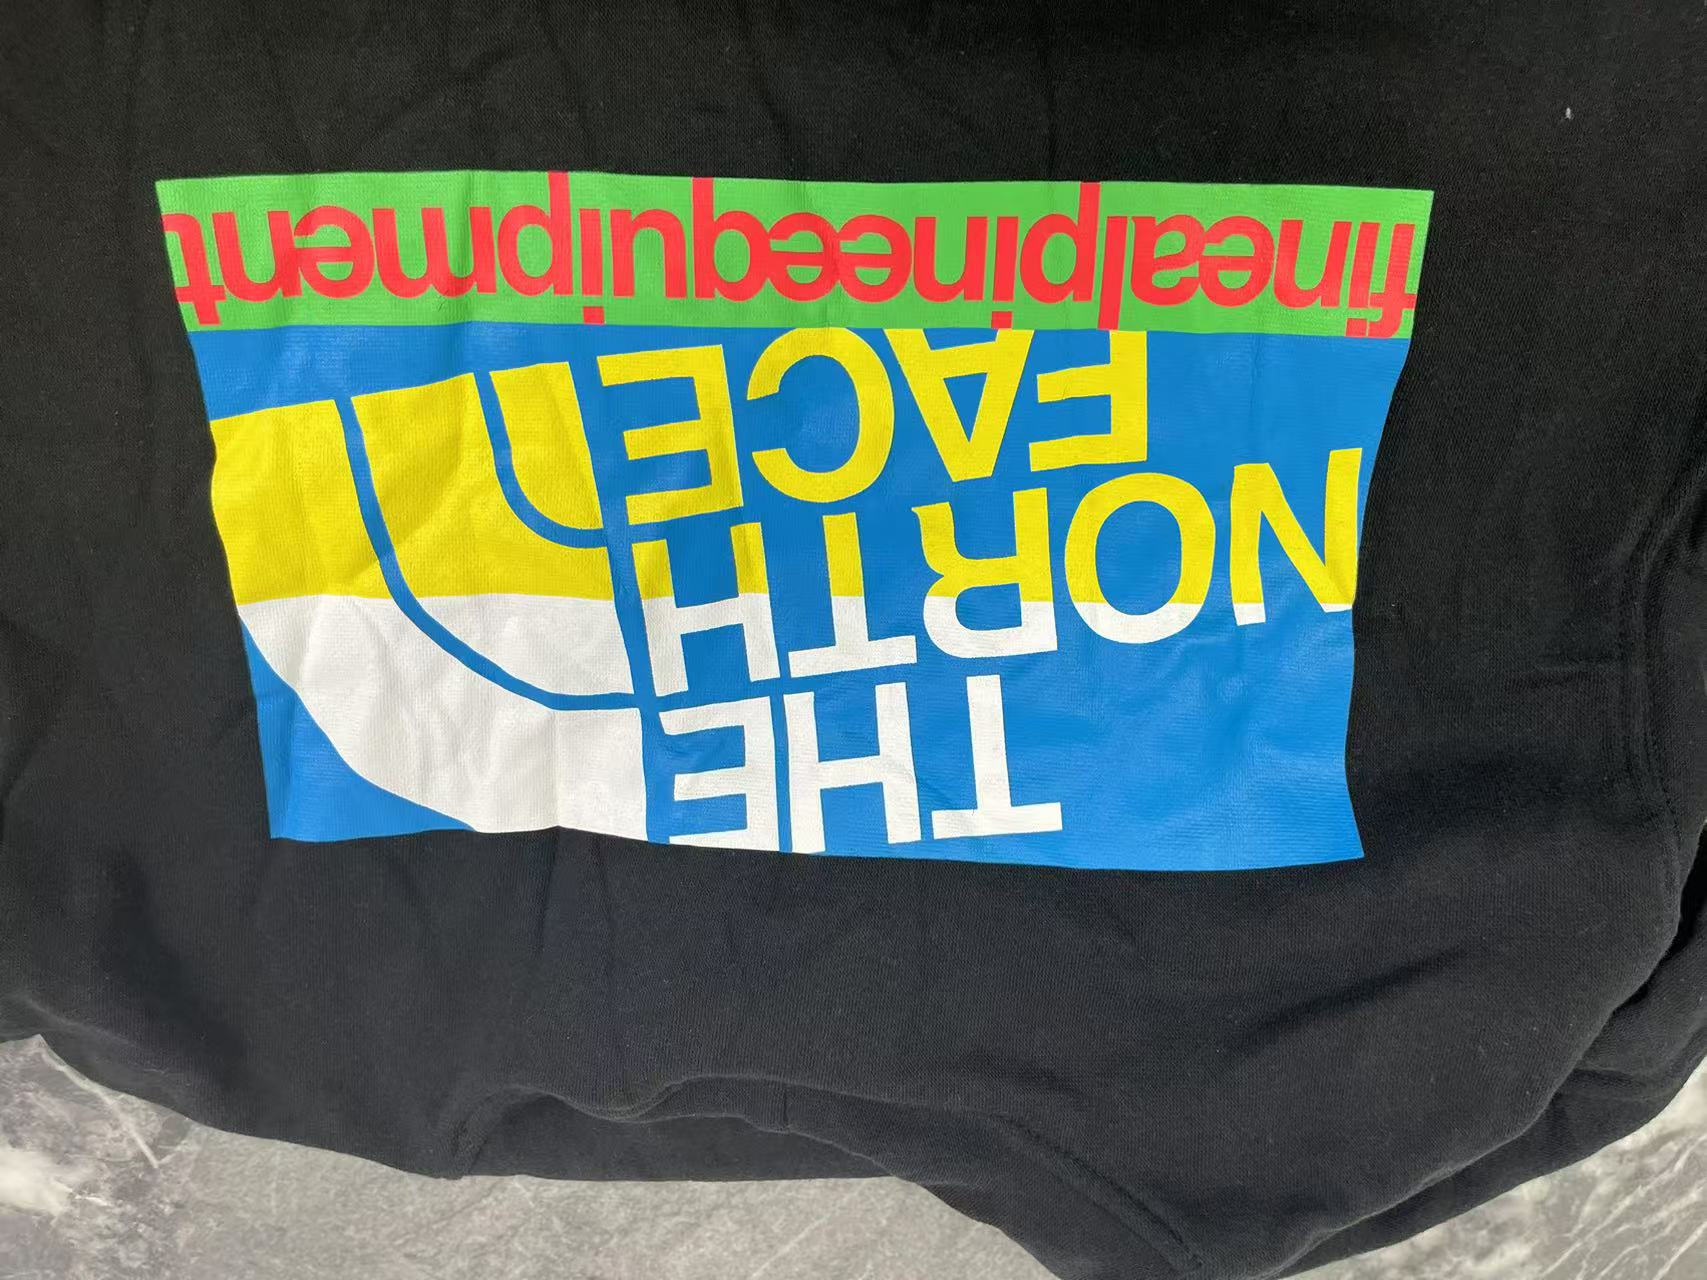 THE
NORTH
FACE
finealpineequipment